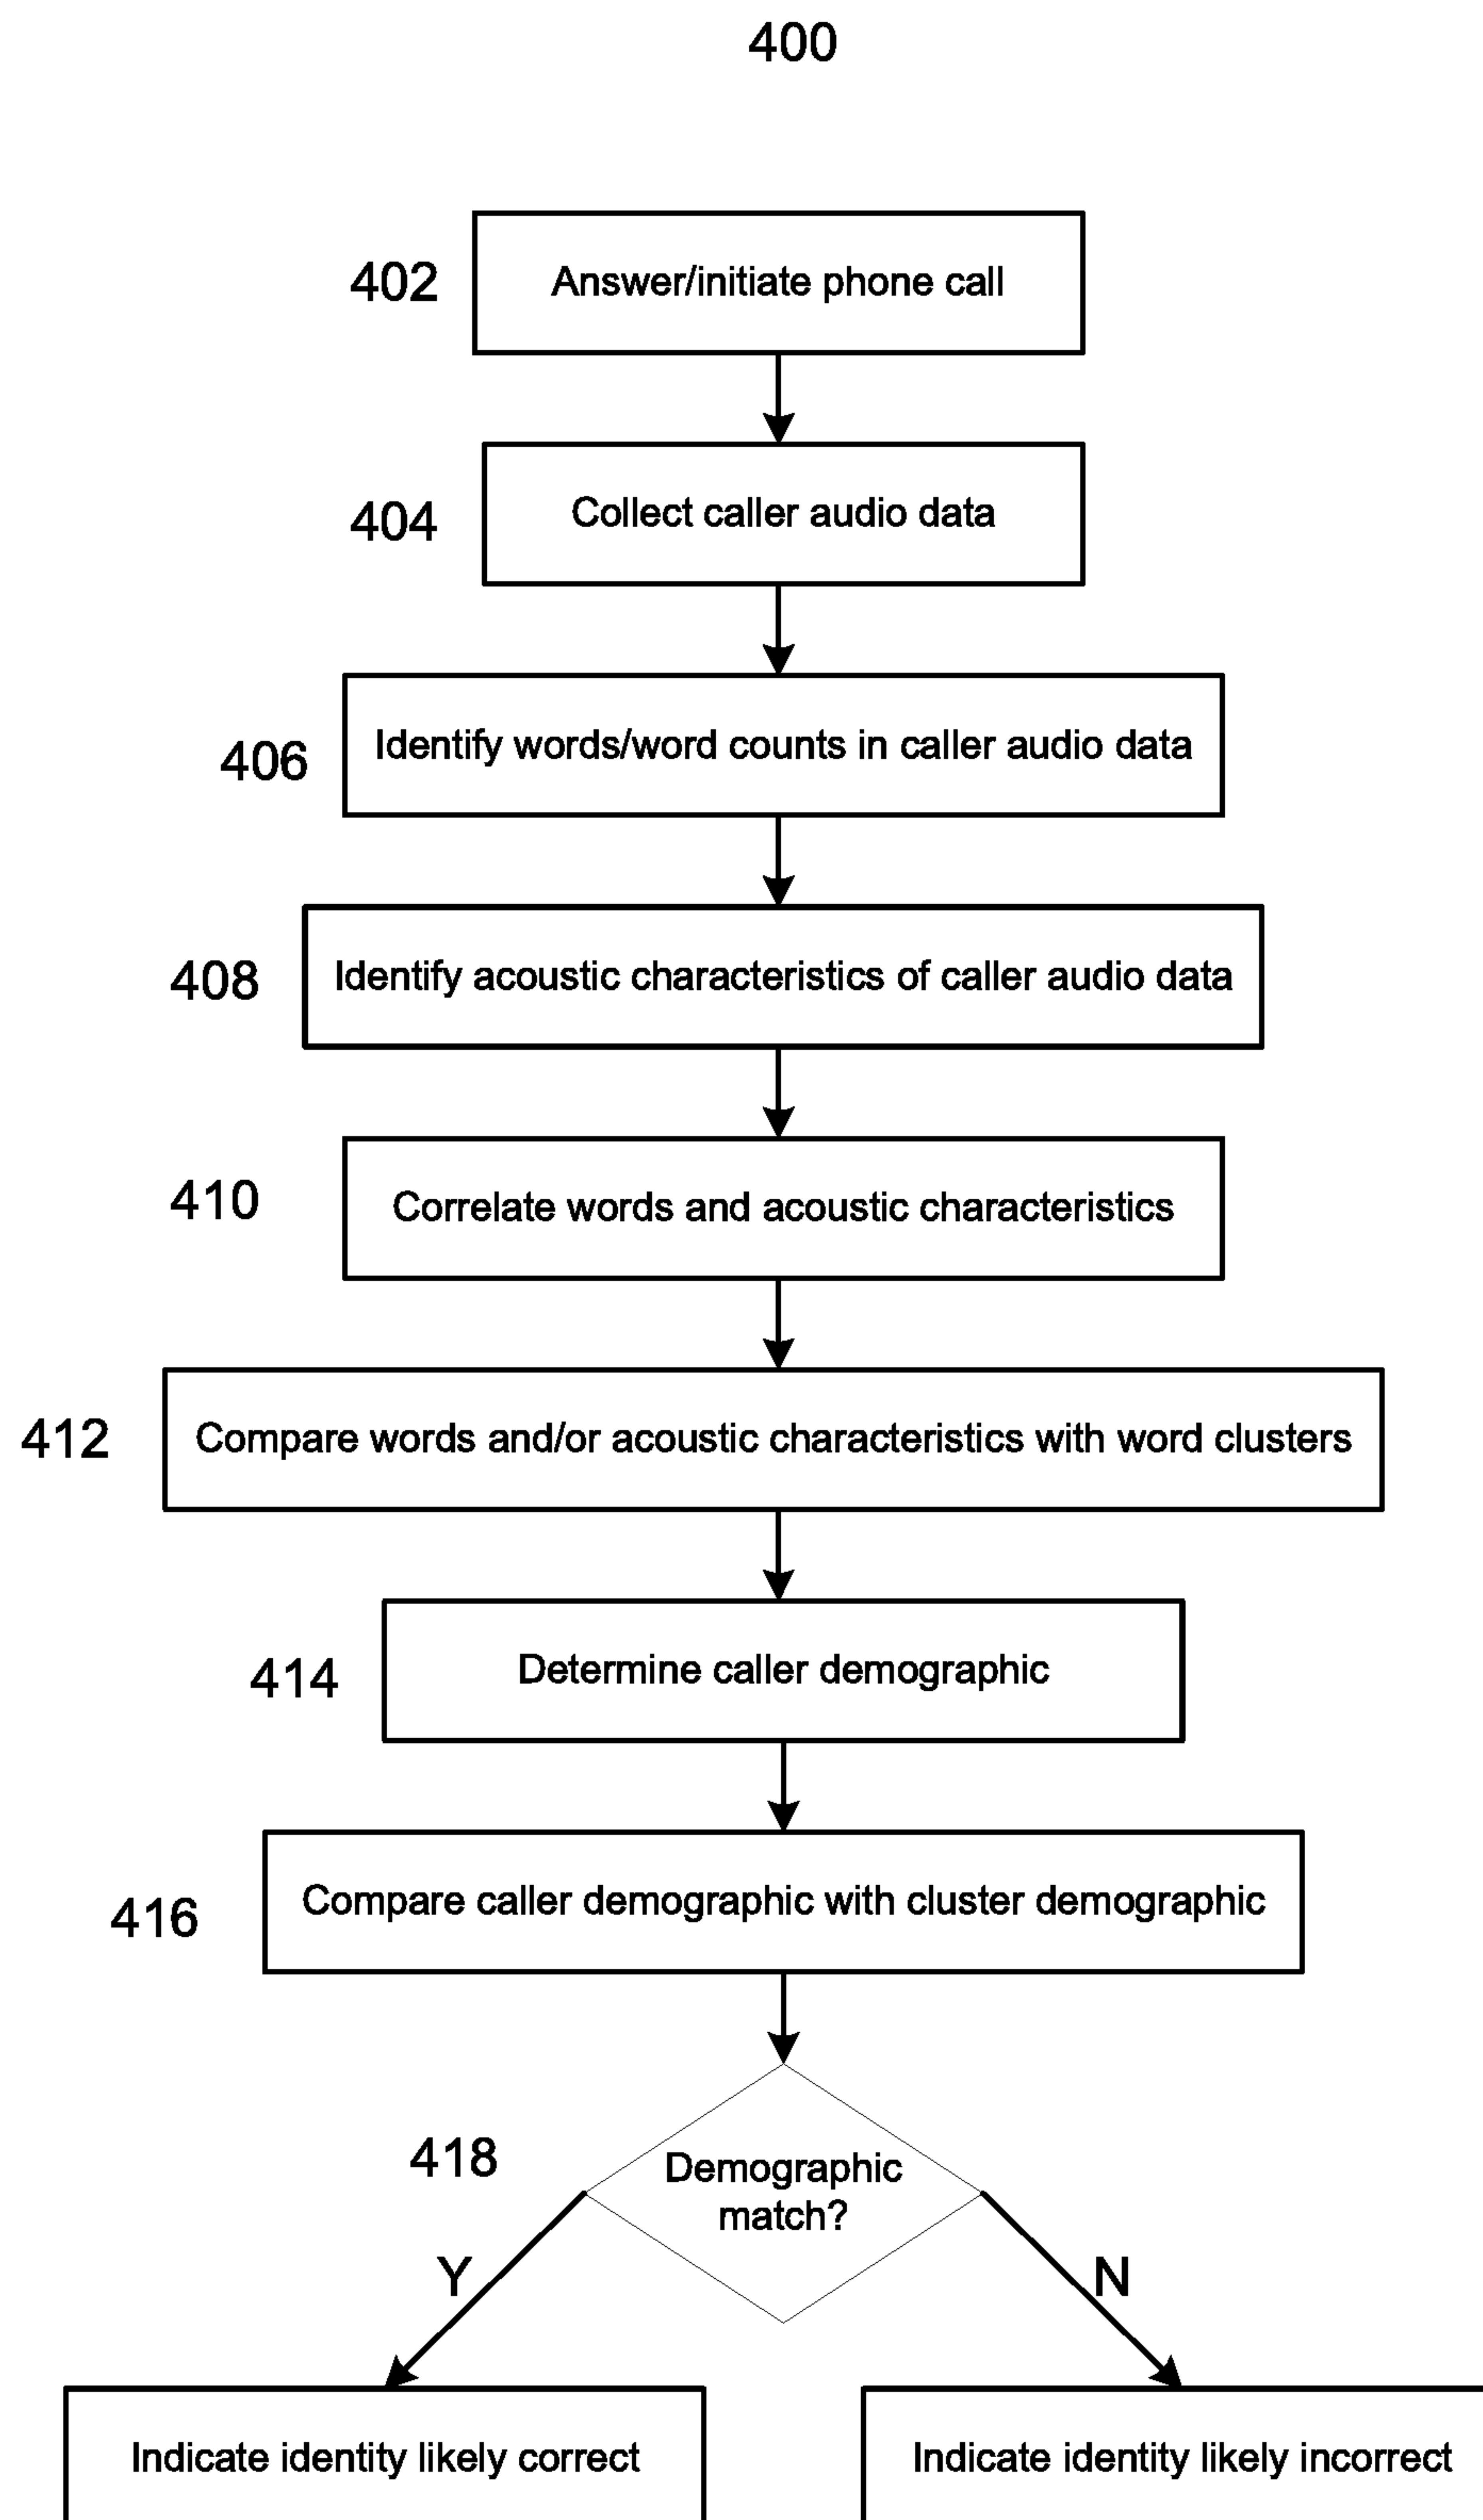 400
402
Answer/initiate phone call
404
Collect caller audio data
406
Identify words/word counts in caller audio data
408
Identify acoustic characteristics of caller audio data
410
Correlate words and acoustic characteristics
412
Compare words and/or acoustic characteristics with word clusters
414
Determine caller demographic
416
Compare caller demographic with cluster demographic
418
Demographic
match?
Y
N
Indicate identity likely correct
Indicate identity likely incorrect